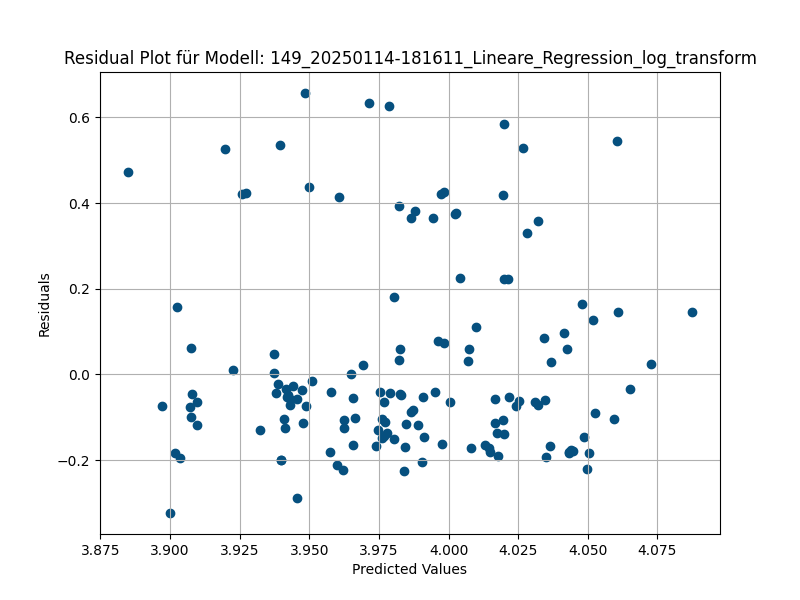 Residual Plot für Modell: 149_20250114-181611_Lineare_Regression_log_transform
0.6
0.4
0.2
0.0
−0.2
Residuals
3.875 3.900 3.925 3.950 3.975 4.000 4.025 4.050 4.075
Predicted Values